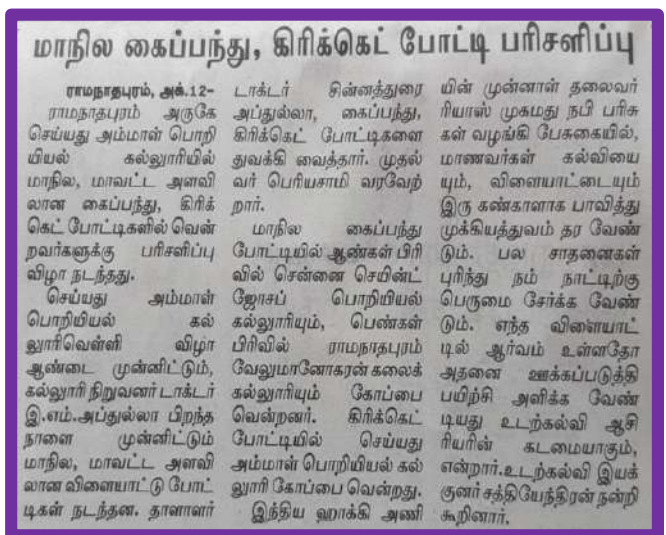 மாநில கைப்பந்து, கிரிக்கெட் போட்டி பரிசளிப்பு
ராமநாதபுரம், அக்.12-
ராமநாதபுரம் அருகே
செய்யது அம்மாள் பொறி
யியல் கல்லூரியில்
மாநில, மாவட்ட அளவி
லான கைப்பந்து, கிரிக்
கெட் போட்டிகளில் வென்
றவர்களுக்கு பரிசளிப்பு
விழா நடந்தது.
செய்யது அம்மாள்
பொறியியல் கல்
லூரிவெள்ளி விழா
ஆண்டை முன்னிட்டும்,
கல்லூரி நிறுவனர் டாக்டர்
இ.எம்.அப்துல்லா பிறந்த
நாளை முன்னிட்டும்
மாநில, மாவட்ட அளவி
லான விளையாட்டு போட்
டிகள் நடந்தன. தாளாளர்
டாக்டர் சின்னத்துரை
அப்துல்லா, கைப்பந்து,
கிரிக்கெட் போட்டிகளை
துவக்கி வைத்தார். முதல்
வர் பெரியசாமி வரவேற்
றார்.
மாநில கைப்பந்து
போட்டியில் ஆண்கள் பிரி
வில் சென்னை செயின்ட்
ஜோசப் பொறியியல்
கல்லூரியும், பெண்கள்
பிரிவில் ராமநாதபுரம்
வேலுமானோகரன் கலைக்
கல்லூரியும் கோப்பை
வென்றனர். கிரிக்கெட்
போட்டியில் செய்யது
அம்மாள் பொறியியல் கல்
லூரி கோப்பை வென்றது.
இந்திய ஹாக்கி அணி
யின் முன்னாள் தலைவர்
ரியாஸ் முகமது நபி பரிசு
கள் வழங்கி பேசுகையில்,
மாணவர்கள் கல்வியை
யும், விளையாட்டையும்
இரு கண்காளாக பாவித்து
முக்கியத்துவம் தர வேண்
டும். பல சாதனைகள்
புரிந்து நம் நாட்டிற்கு
பெருமை சேர்க்க வேண்
டும். எந்த விளையாட்
டில் ஆர்வம் உள்ளதோ
அதனை ஊக்கப்படுத்தி
பயிற்சி அளிக்க வேண்
டியது உடற்கல்வி ஆசி
ரியரின் கடமையாகும்,
என்றார்.உடற்கல்வி இயக்
குனர் சத்தியேந்திரன் நன்றி
கூறினார்.